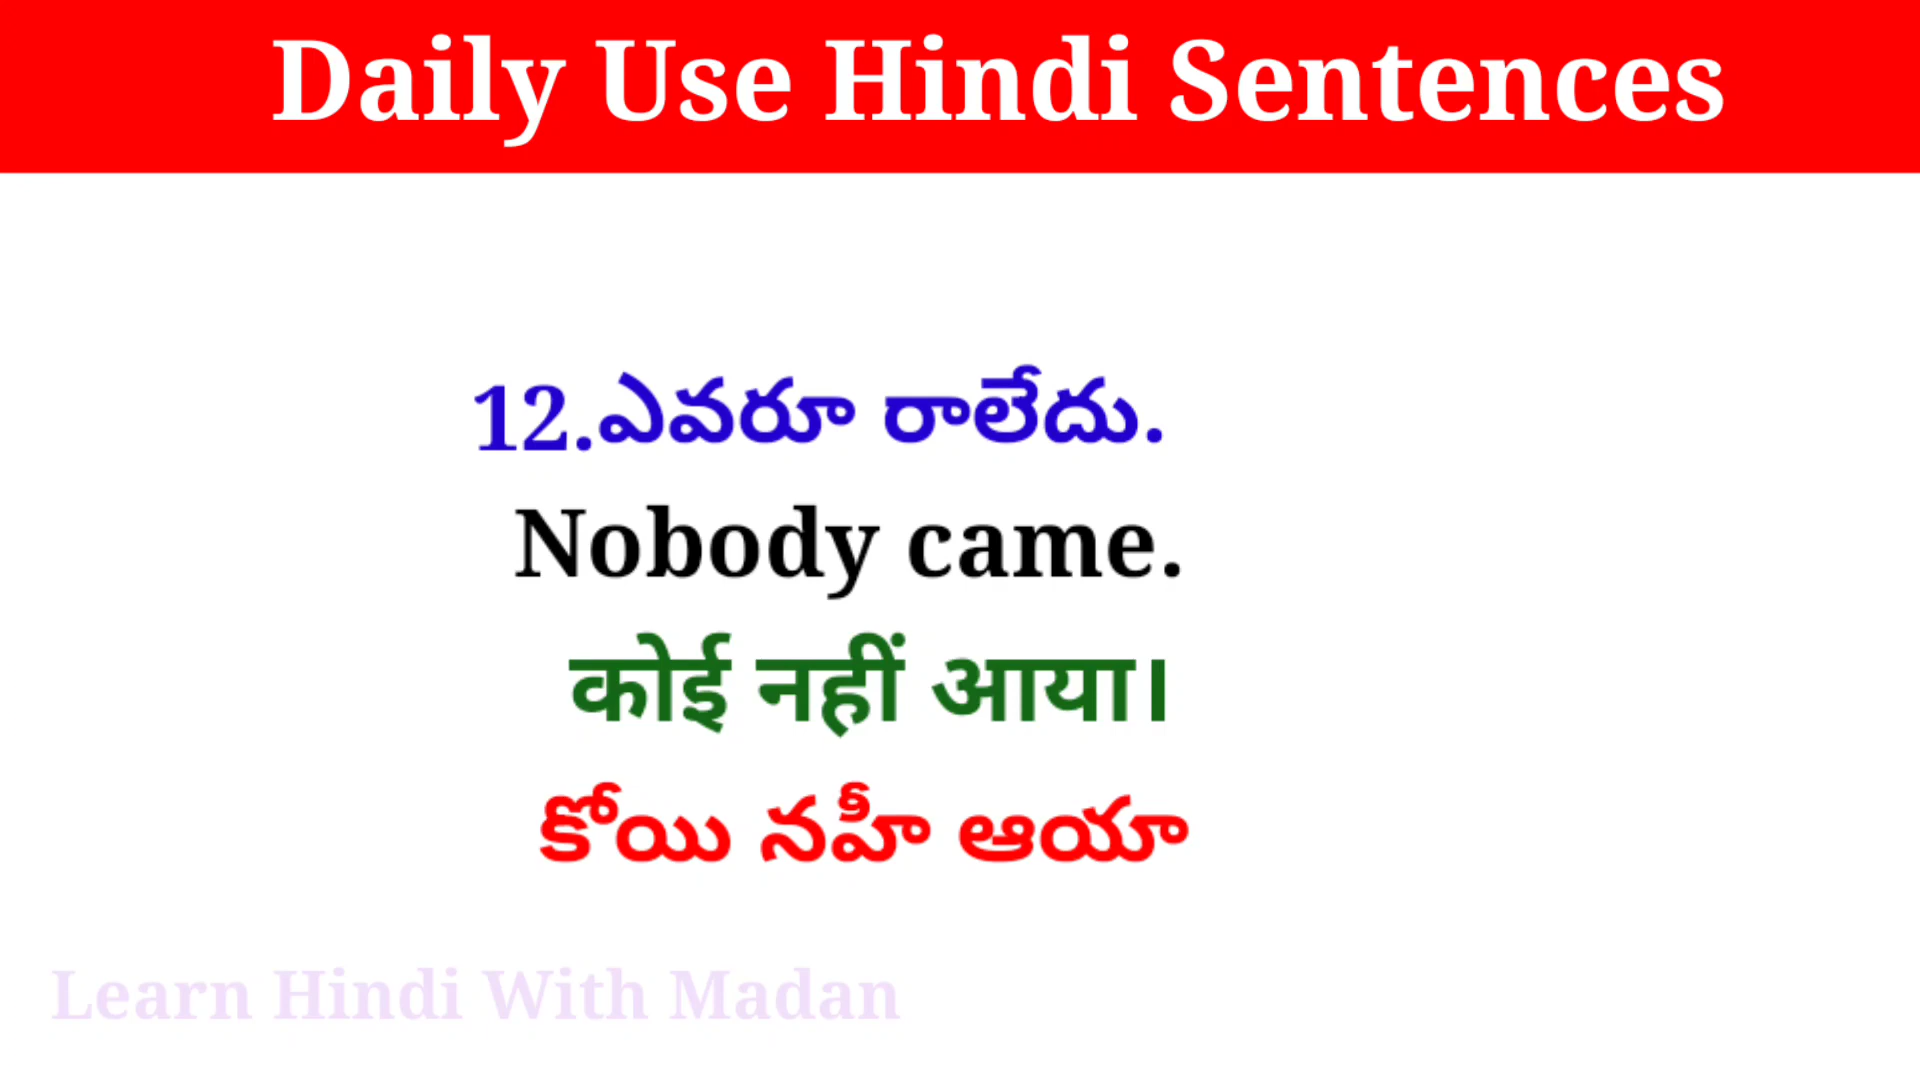 Daily Use Hindi Sentences
12.ఎవరూ రాలేదు.
Nobody came.
कोई नहीं आया।
కోయి నహీ ఆయా
Learn Hindi With Madan